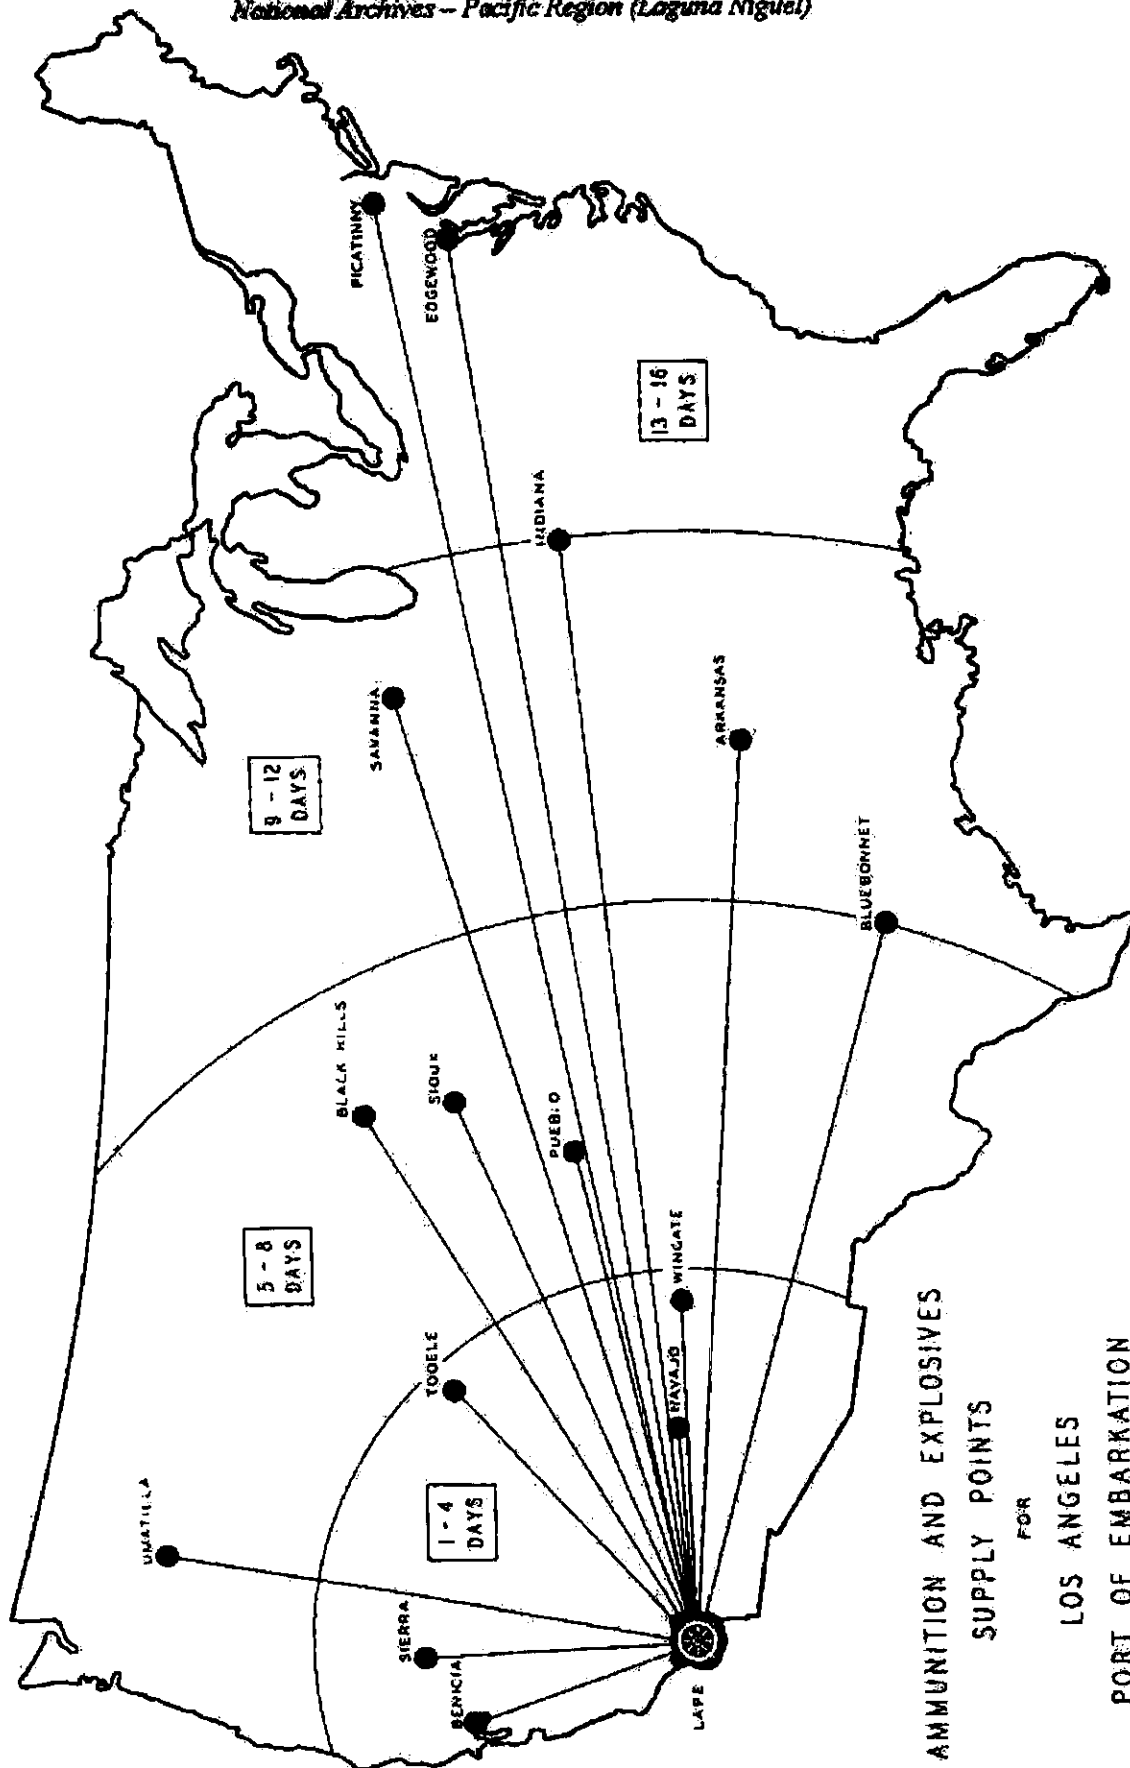 National Archives – Pacific Region (Laguna Niguel)
UMATILLA
SIERRA
BENICIA
LAPE
1 - 4
DAYS
TOOELE
NAVAJO
WINGATE
5 - 8
DAYS
BLACK HILLS
SIOUX
PUEBLO
BLUEBONNET
9 - 12
DAYS
SAVANNA
ARKANSAS
INDIANA
13 - 16
DAYS
PICATINNY
EDGEWOOD
AMMUNITION AND EXPLOSIVES
SUPPLY POINTS
FOR
LOS ANGELES
PORT OF EMBARKATION